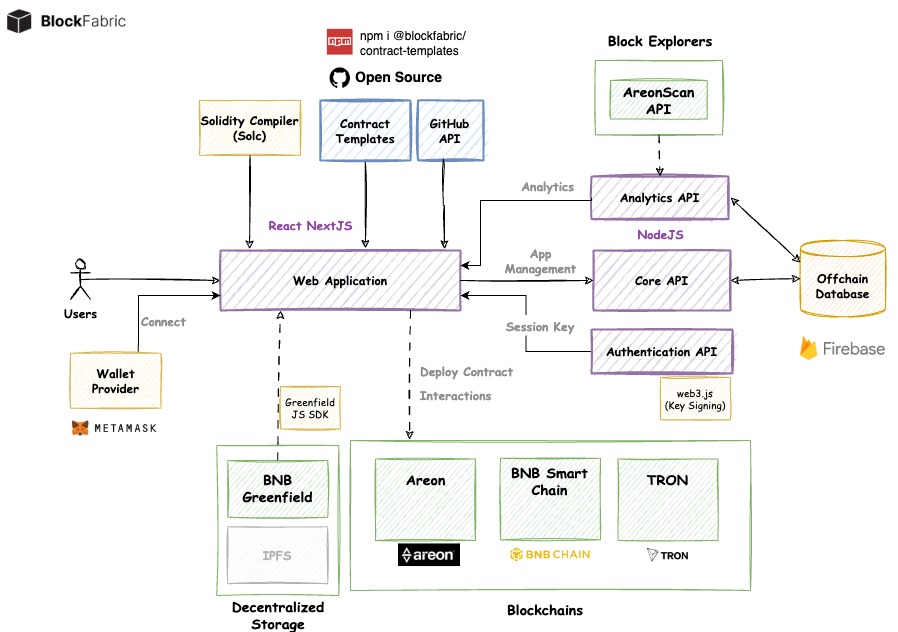 BlockFabric
npm
npm i @blockfabric/
contract-templates
Open Source
Block Explorers
AreonScan
API
Solidity Compiler
(Solc)
Contract
Templates
GitHub
API
Analytics
Analytics API
React NextJS
NodeJS
Web Application
App
Management
Core API
Offchain
Database
Users
Connect
Session Key
Authentication API
Firebase
Wallet
Provider
METAMASK
Greenfield
JS SDK
Deploy Contract
Interactions
web3.js
(Key Signing)
BNB
Greenfield
IPFS
Decentralized
Storage
Areon
areon
BNB Smart
Chain
BNB CHAIN
TRON
TRON
Blockchains